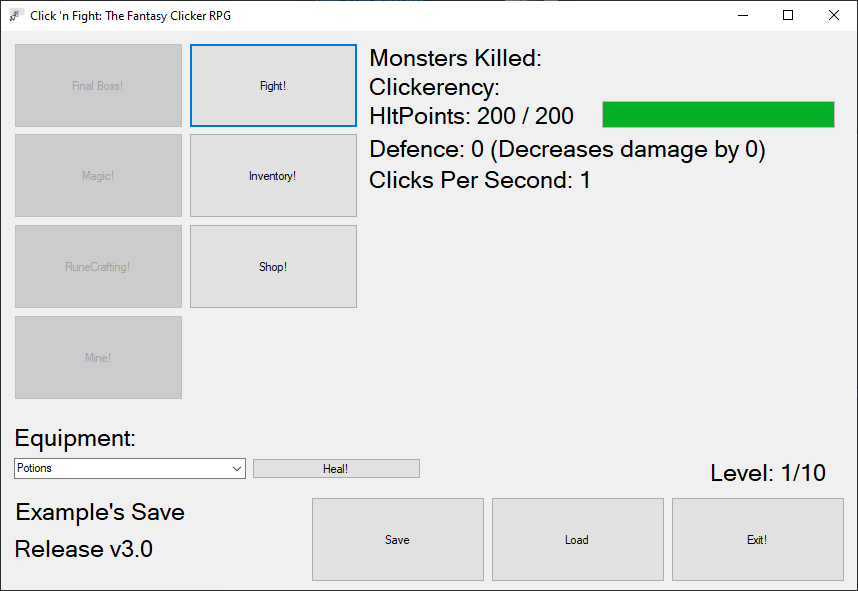 Click 'n Fight: The Fantasy Clicker RPG
Final Boss!
Fight!
Monsters Killed:
Clickerency:
HItPoints: 200 / 200
Magic!
Inventory!
Defence: 0 (Decreases damage by 0)
Clicks Per Second: 1
RuneCrafting!
Shop!
Mine!
Equipment:
Potions
Heal!
Level: 1/10
Example's Save
Release v3.0
Save
Load
Exit!